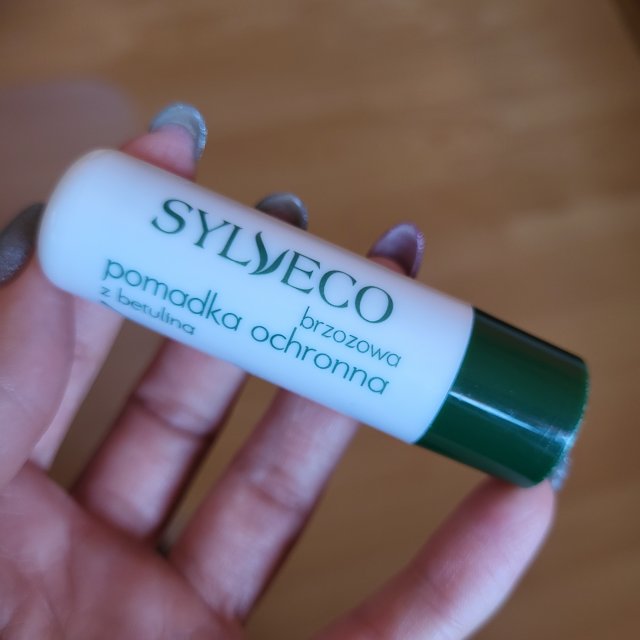 SYLVECO
brzozowa
pomadka ochronna
z betuliną